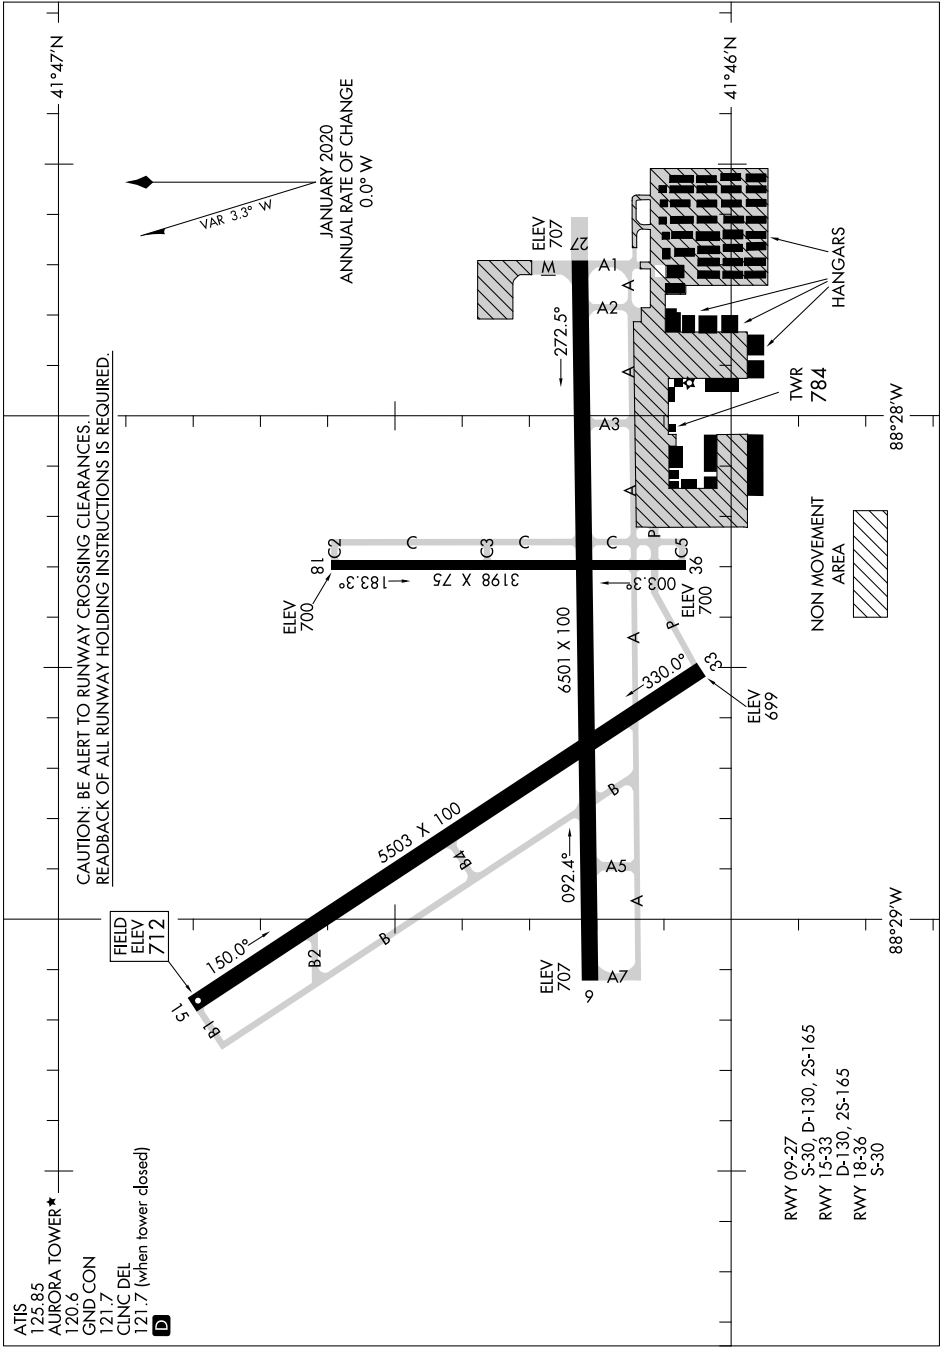 ATIS
125.85
AURORA TOWER★
120.6
GND CON
121.7
CLNC DEL
121.7 (when tower closed)
D
CAUTION: BE ALERT TO RUNWAY CROSSING CLEARANCES.
READBACK OF ALL RUNWAY HOLDING INSTRUCTIONS IS REQUIRED.
41°47'N
JANUARY 2020
ANNUAL RATE OF CHANGE
0.0° W
VAR 3.3° W
FIELD
ELEV
712
15
150.0°
B1
B2
B
B4
5503 X 100
ELEV
700
18
183.3°
3198 X 75
C2
C
C3
C
C
C5
003.3°
36
ELEV
700
ELEV
707
9
092.4°
6501 X 100
272.5°
27
ELEV
707
W
A7
A5
A
B
A
A
A3
A
A2
A
A1
330.0°
33
ELEV
699
P
P
TWR
784
HANGARS
41°46'N
NON MOVEMENT
AREA
RWY 09-27
S-30, D-130, 2S-165
RWY 15-33
D-130, 2S-165
RWY 18-36
S-30
88°29'W
88°28'W